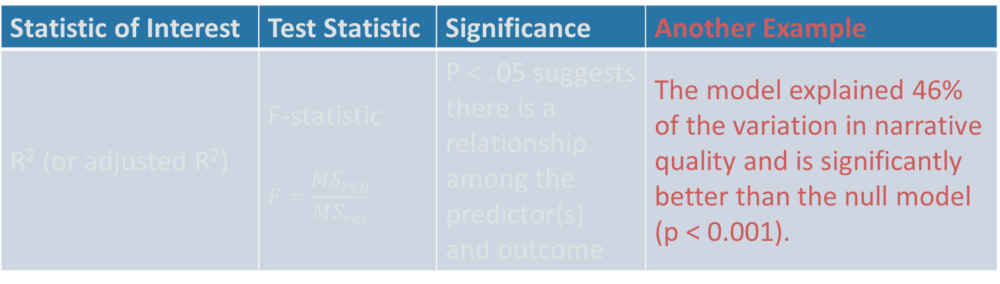 Statistic of Interest
Test Statistic
Significance
Another Example
R² (or adjusted R²)
F-statistic
F = MS_reg / MS_res
P < .05 suggests
there is a
relationship
among the
predictor(s)
and outcome
The model explained 46%
of the variation in narrative
quality and is significantly
better than the null model
(p < 0.001).